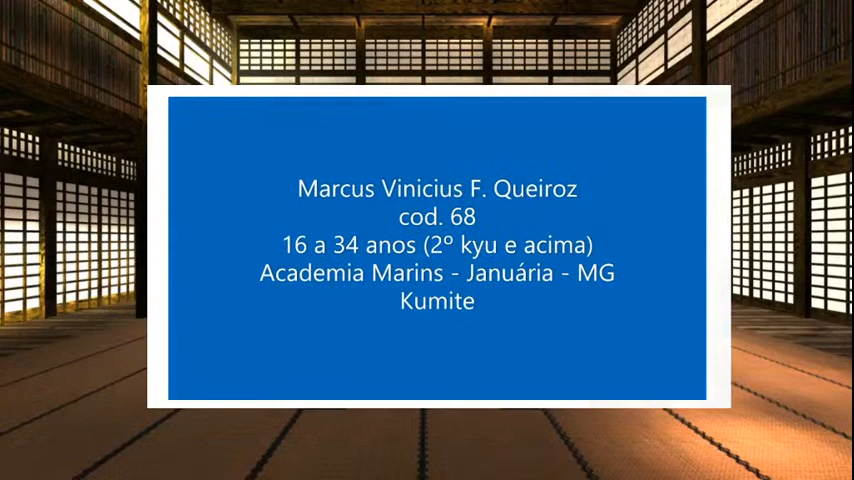 Marcus Vinicius F. Queiroz
cod. 68
16 a 34 anos (2º kyu e acima)
Academia Marins - Januária - MG
Kumite